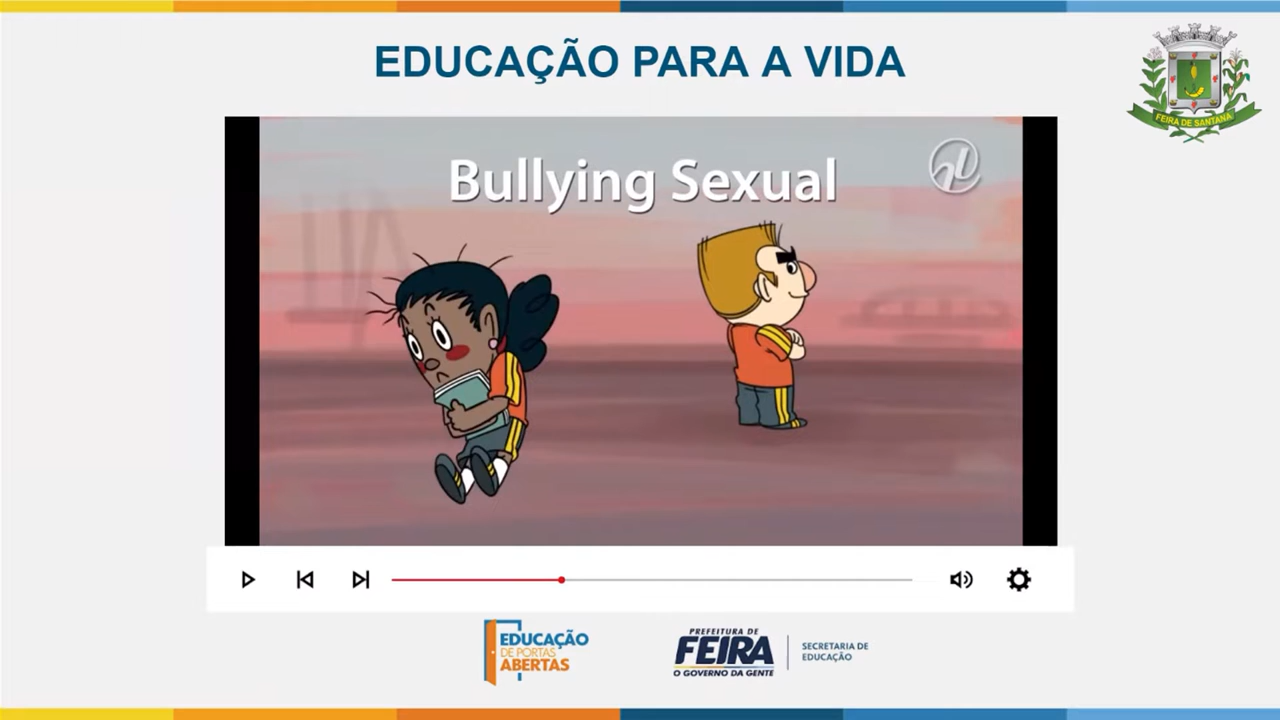 EDUCAÇÃO PARA A VIDA
FEIRA DE SANTANA
Bullying Sexual
EDUCAÇÃO
DE PORTAS
ABERTAS
PREFEITURA DE
FEIRA
O GOVERNO DA GENTE
SECRETARIA DE
EDUCAÇÃO